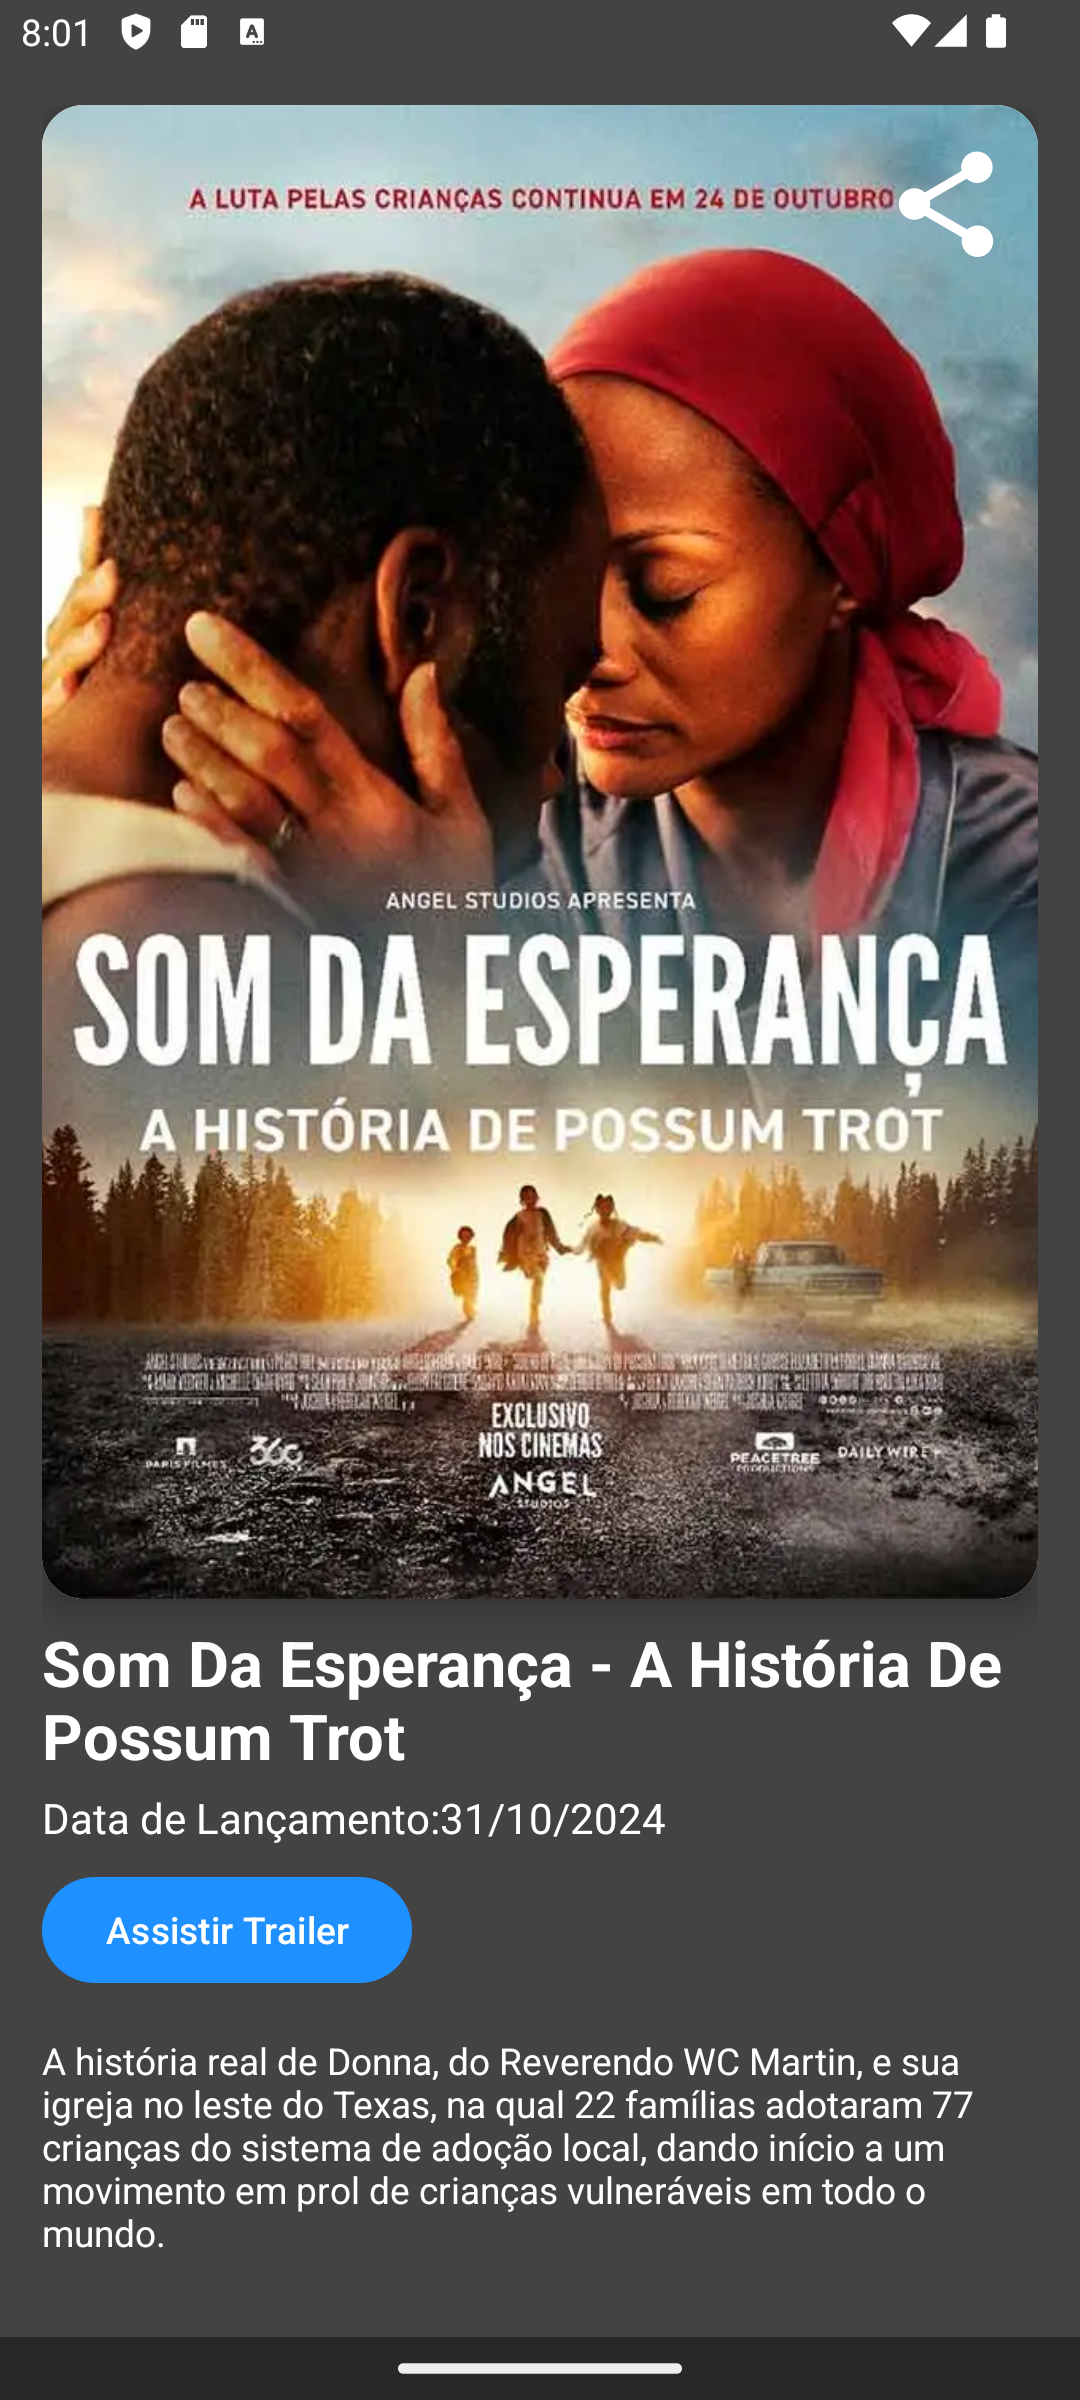 8:01
A LUTA PELAS CRIANÇAS CONTINUA EM 24 DE OUTUBRO
ANGEL STUDIOS APRESENTA
SOM DA ESPERANÇA
A HISTÓRIA DE POSSUM TROT
EXCLUSIVO
NOS CINEMAS
PARIS FILMES
360
ANGEL
STUDIOS
PEACETREE
PRODUCTIONS
DAILY WIRE+
Som Da Esperança - A História De
Possum Trot
Data de Lançamento:31/10/2024
Assistir Trailer
A história real de Donna, do Reverendo WC Martin, e sua
igreja no leste do Texas, na qual 22 famílias adotaram 77
crianças do sistema de adoção local, dando início a um
movimento em prol de crianças vulneráveis em todo o
mundo.